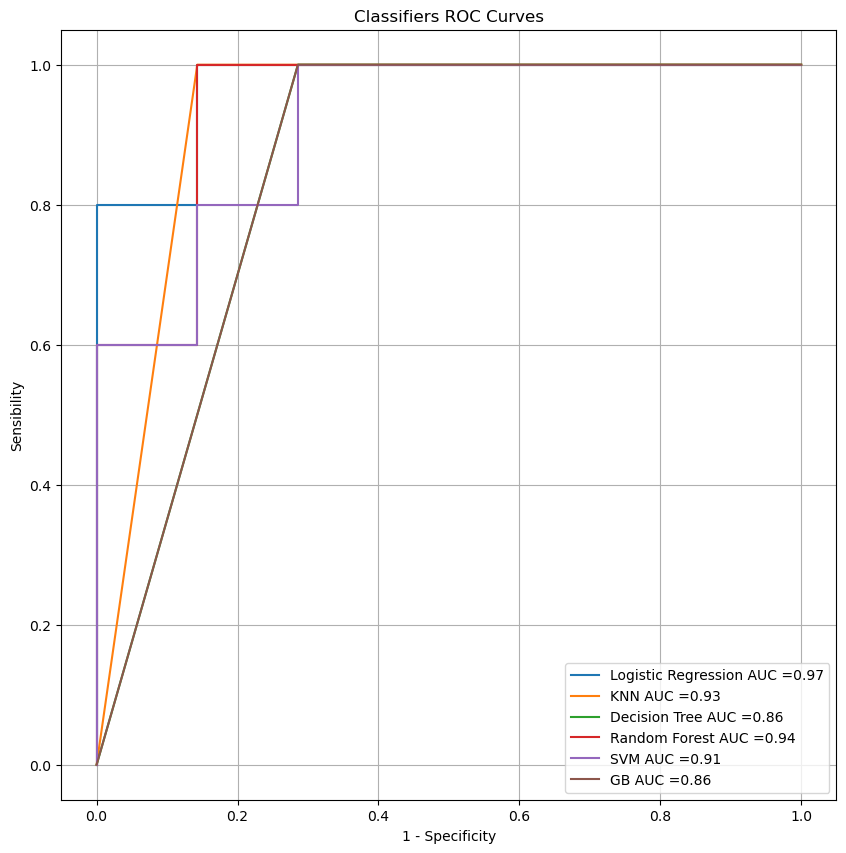 Classifiers ROC Curves
1.0
0.8
0.6
0.4
0.2
0.0
Sensibility
0.0 0.2 0.4 0.6 0.8 1.0
1 - Specificity
Logistic Regression AUC =0.97
KNN AUC =0.93
Decision Tree AUC =0.86
Random Forest AUC =0.94
SVM AUC =0.91
GB AUC =0.86